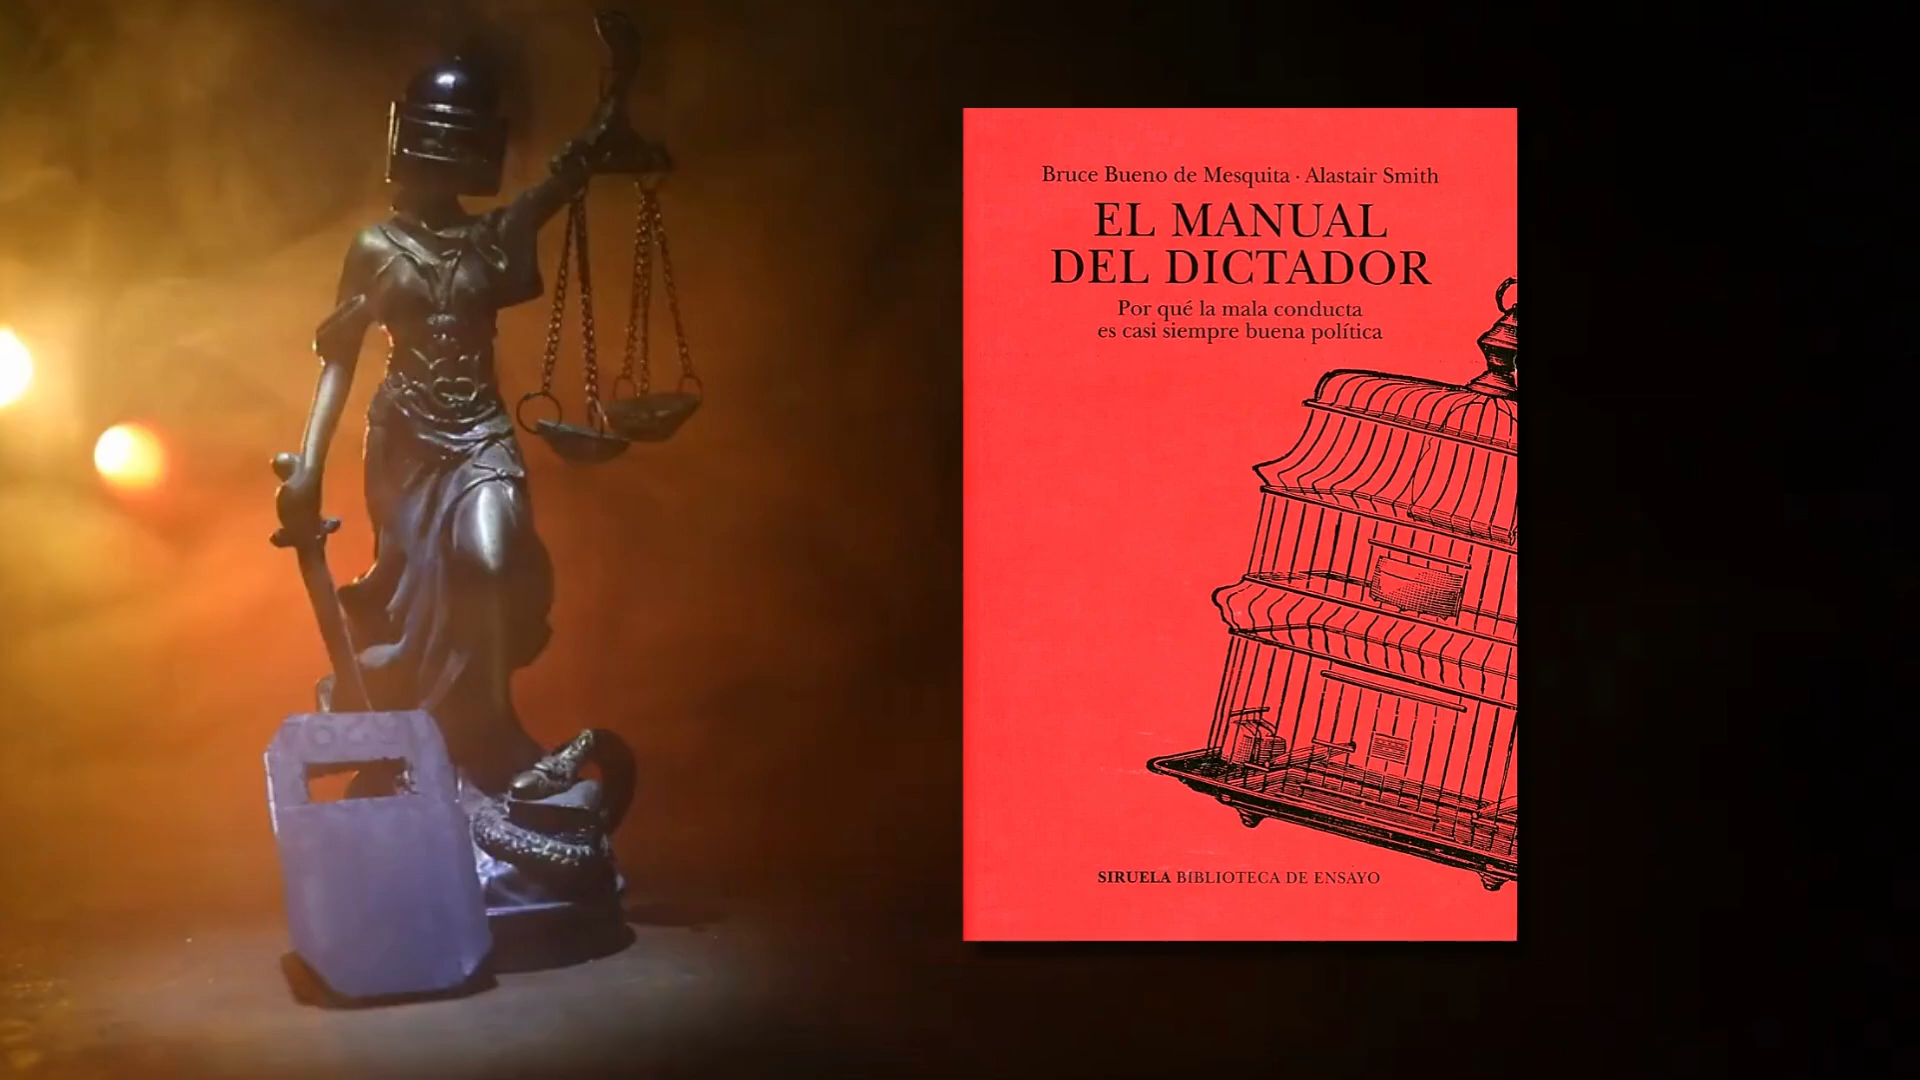 Bruce Bueno de Mesquita · Alastair Smith
EL MANUAL
DEL DICTADOR
Por qué la mala conducta
es casi siempre buena política
SIRUELA BIBLIOTECA DE ENSAYO